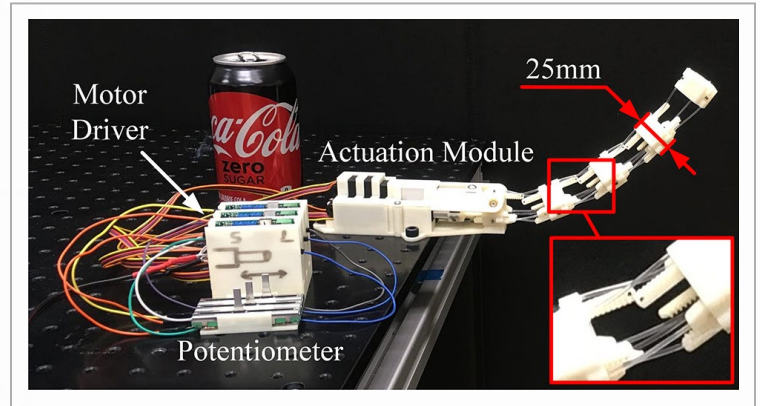 25mm
Motor
Driver
Coca-Cola
zero
SUGAR
Actuation Module
S L
Potentiometer